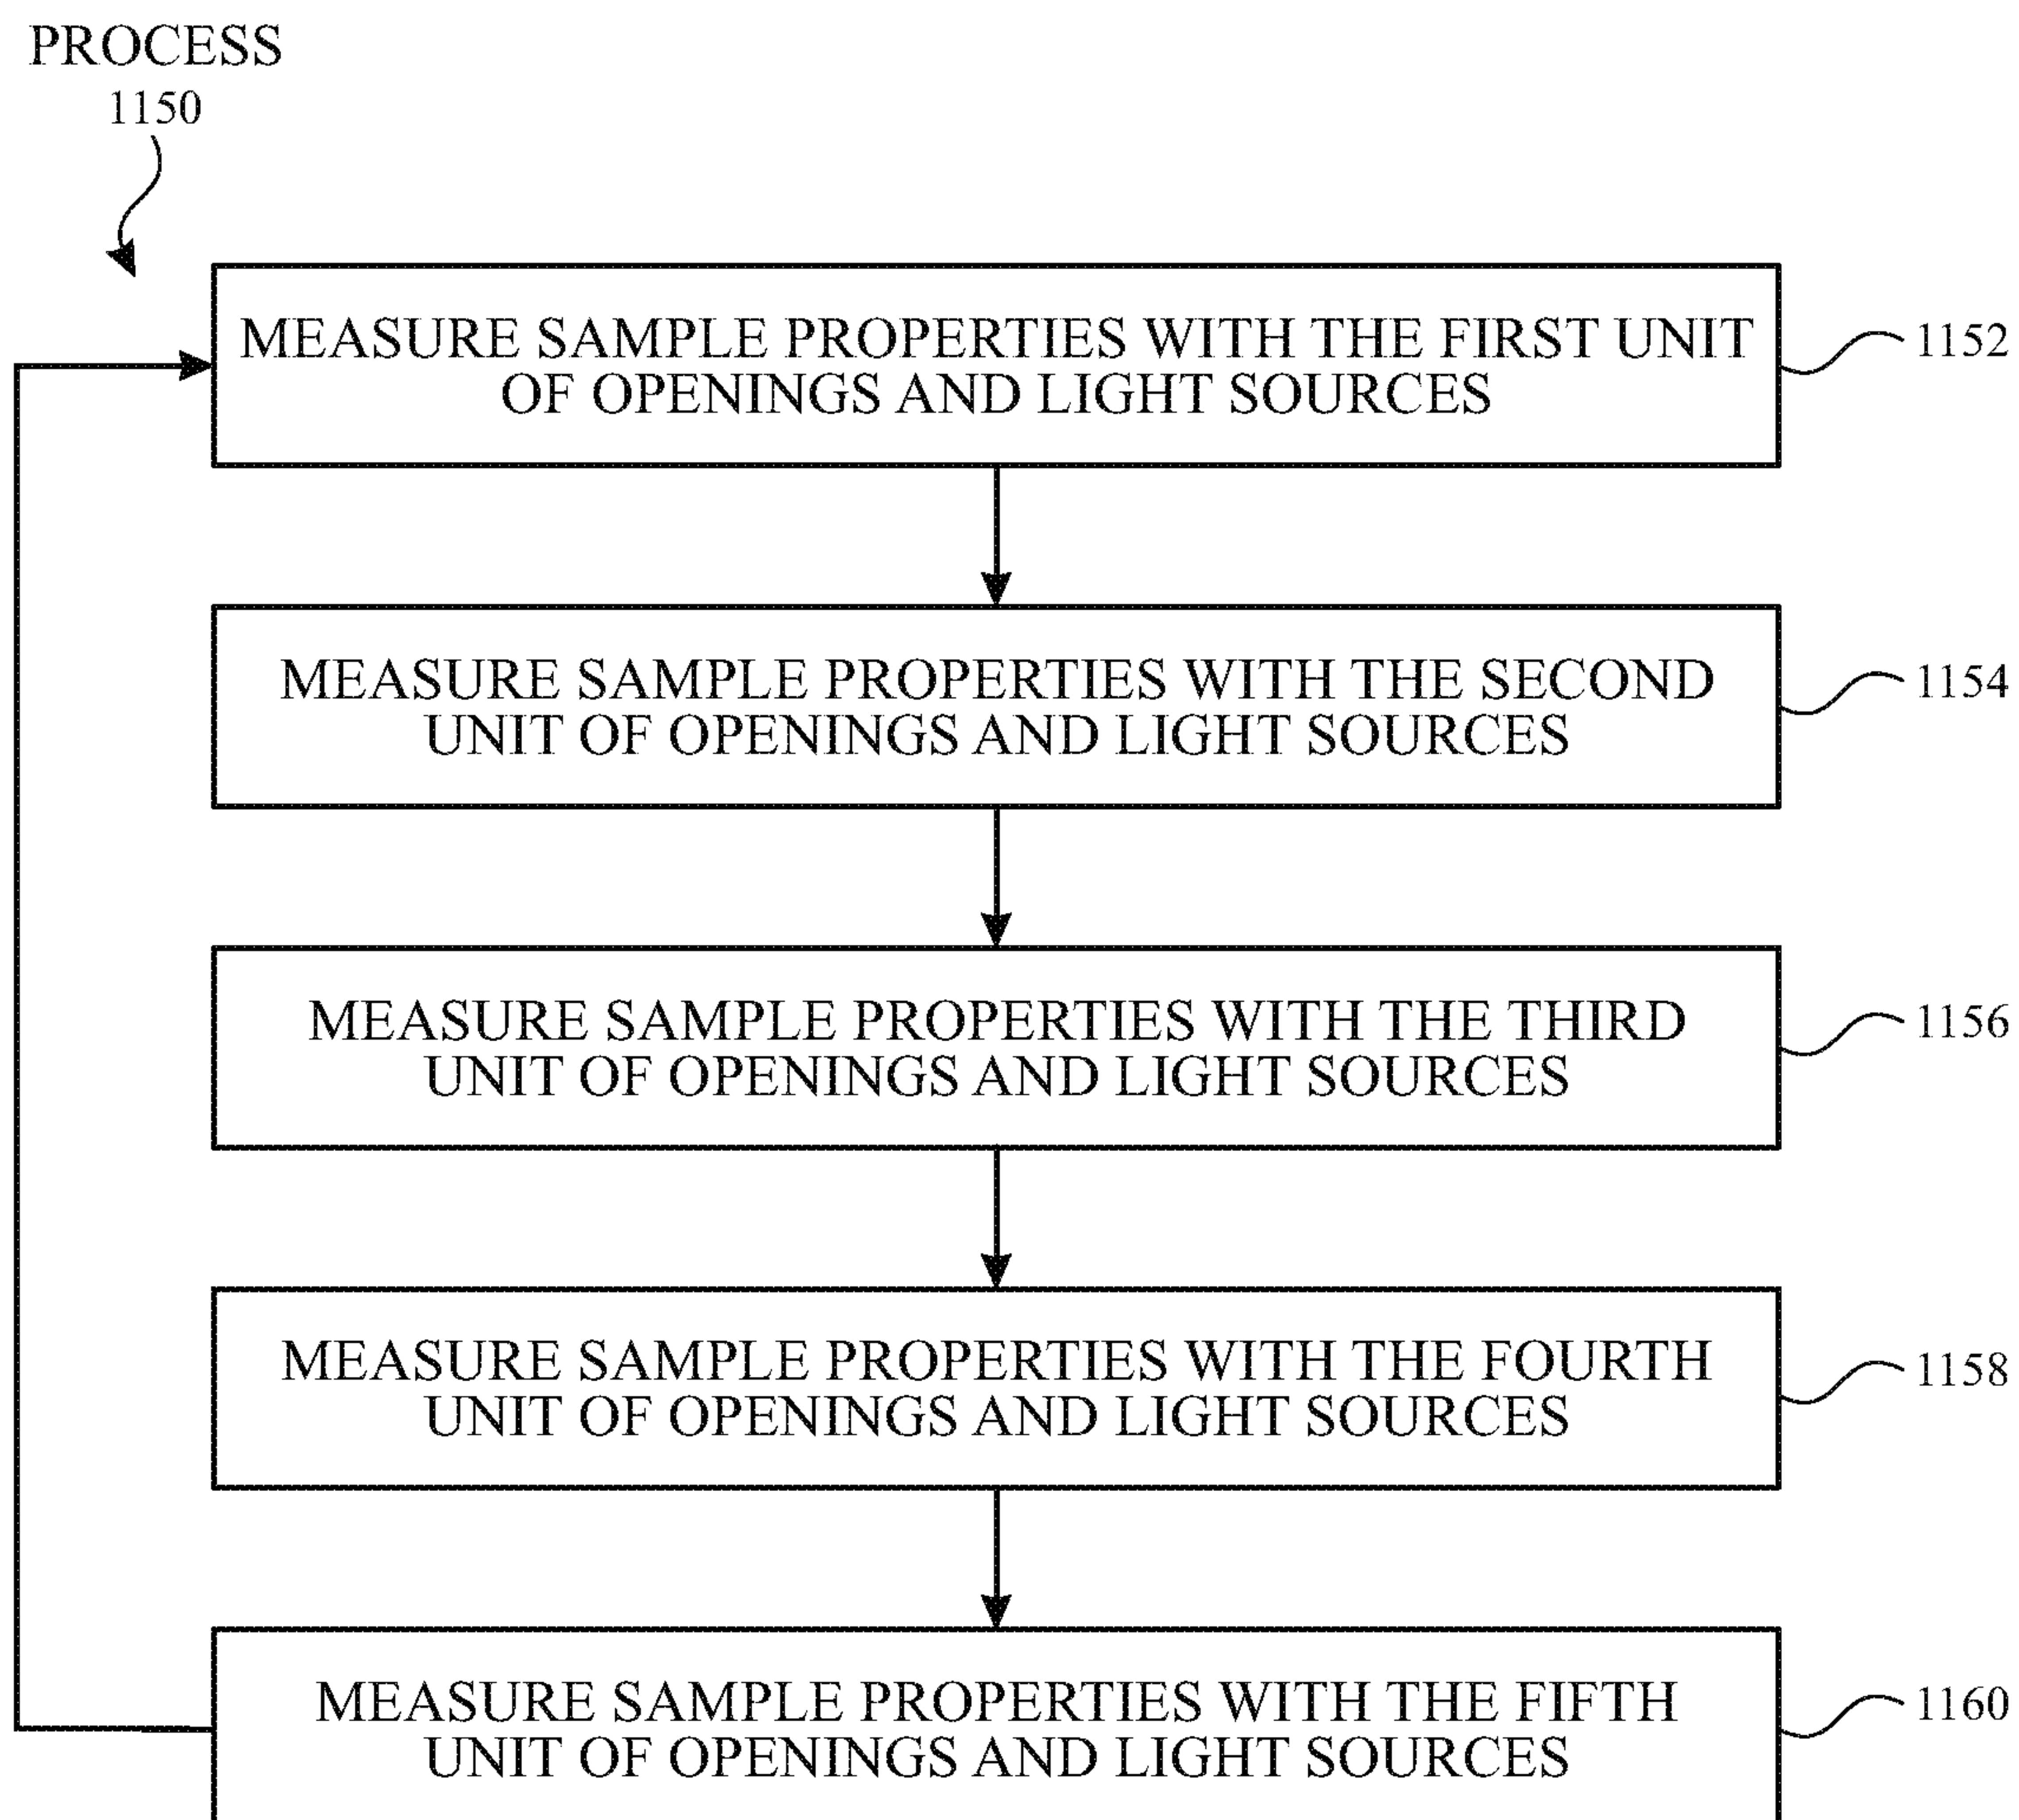 PROCESS
1150
MEASURE SAMPLE PROPERTIES WITH THE FIRST UNIT
OF OPENINGS AND LIGHT SOURCES
1152
MEASURE SAMPLE PROPERTIES WITH THE SECOND
UNIT OF OPENINGS AND LIGHT SOURCES
1154
MEASURE SAMPLE PROPERTIES WITH THE THIRD
UNIT OF OPENINGS AND LIGHT SOURCES
1156
MEASURE SAMPLE PROPERTIES WITH THE FOURTH
UNIT OF OPENINGS AND LIGHT SOURCES
1158
MEASURE SAMPLE PROPERTIES WITH THE FIFTH
UNIT OF OPENINGS AND LIGHT SOURCES
1160